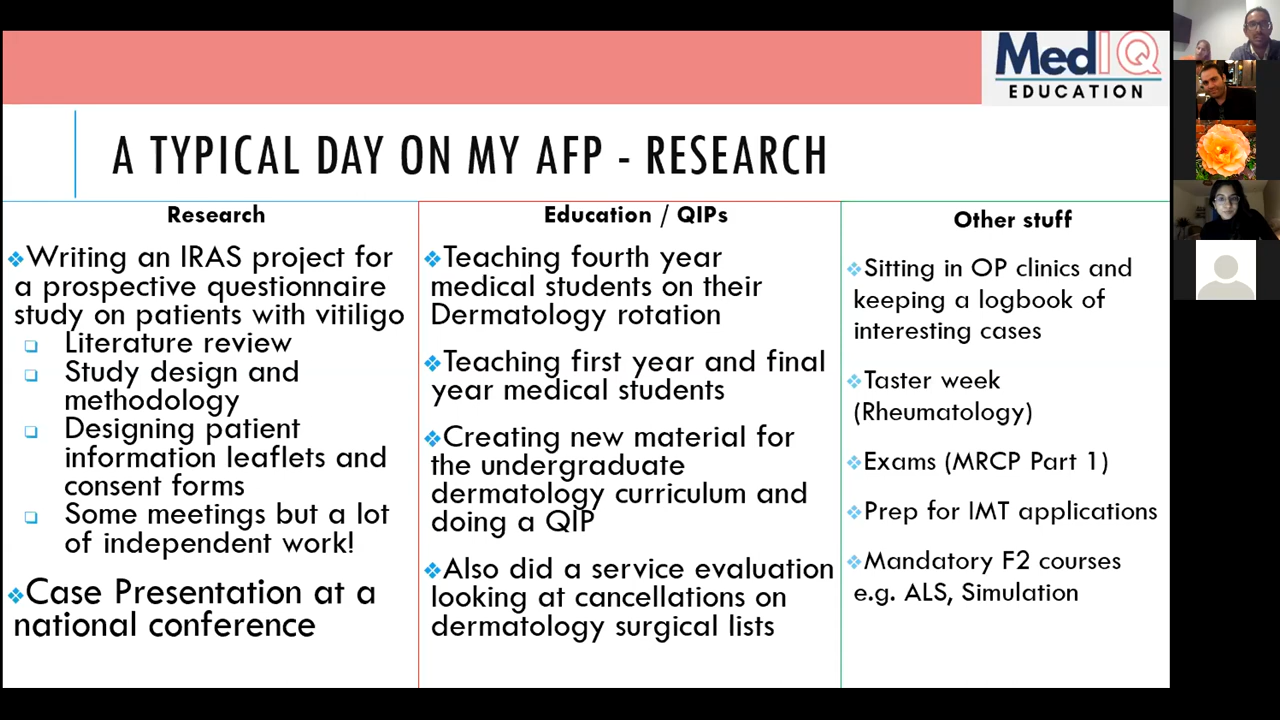 MedIQ
EDUCATION
A TYPICAL DAY ON MY AFP - RESEARCH
Research
❖Writing an IRAS project for
a prospective questionnaire
study on patients with vitiligo
❑ Literature review
❑ Study design and
methodology
❑ Designing patient
information leaflets and
consent forms
❑ Some meetings but a lot
of independent work!
❖Case Presentation at a
national conference
Education / QIPs
❖Teaching fourth year
medical students on their
Dermatology rotation
❖Teaching first year and final
year medical students
❖Creating new material for
the undergraduate
dermatology curriculum and
doing a QIP
❖Also did a service evaluation
looking at cancellations on
dermatology surgical lists
Other stuff
❖Sitting in OP clinics and
keeping a logbook of
interesting cases
❖Taster week
(Rheumatology)
❖Exams (MRCP Part 1)
❖Prep for IMT applications
❖Mandatory F2 courses
e.g. ALS, Simulation